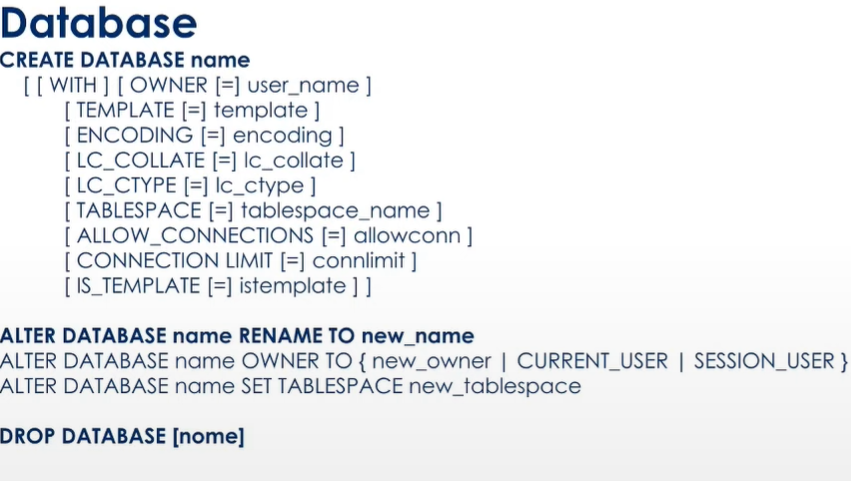 Database
CREATE DATABASE name
[ [ WITH ] [ OWNER [=] user_name ]
[ TEMPLATE [=] template ]
[ ENCODING [=] encoding ]
[ LC_COLLATE [=] lc_collate ]
[ LC_CTYPE [=] lc_ctype ]
[ TABLESPACE [=] tablespace_name ]
[ ALLOW_CONNECTIONS [=] allowconn ]
[ CONNECTION LIMIT [=] connlimit ]
[ IS_TEMPLATE [=] istemplate ] ]
ALTER DATABASE name RENAME TO new_name
ALTER DATABASE name OWNER TO { new_owner | CURRENT_USER | SESSION_USER }
ALTER DATABASE name SET TABLESPACE new_tablespace
DROP DATABASE [nome]